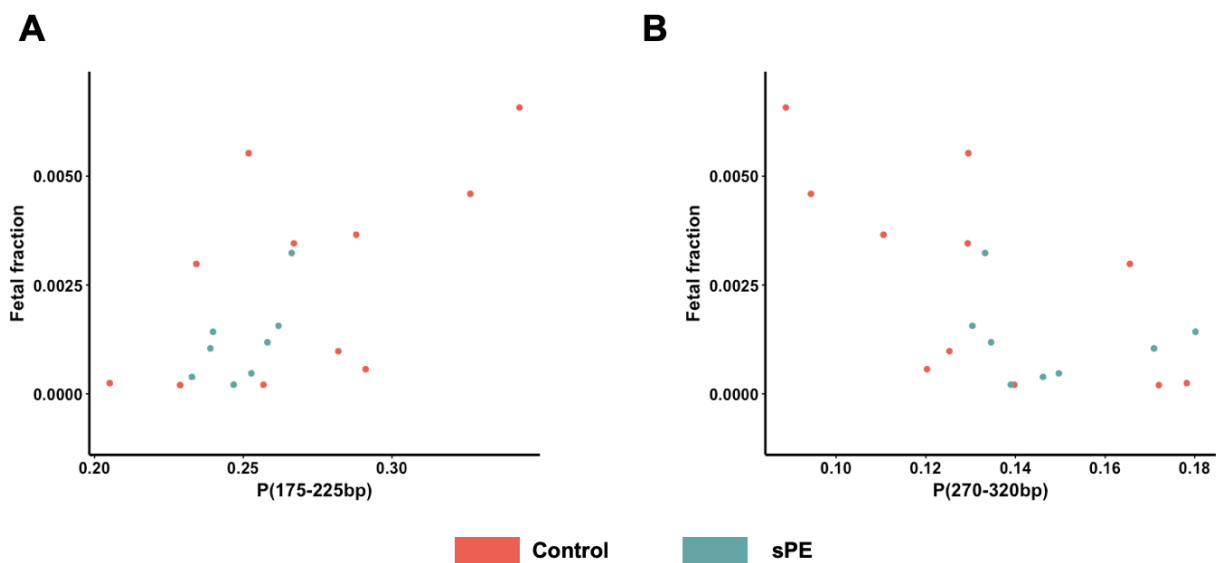 A
B
Fetal fraction
0.0050
0.0025
0.0000
0.20 0.25 0.30
P(175-225bp)
Fetal fraction
0.0050
0.0025
0.0000
0.10 0.12 0.14 0.16 0.18
P(270-320bp)
Control sPE